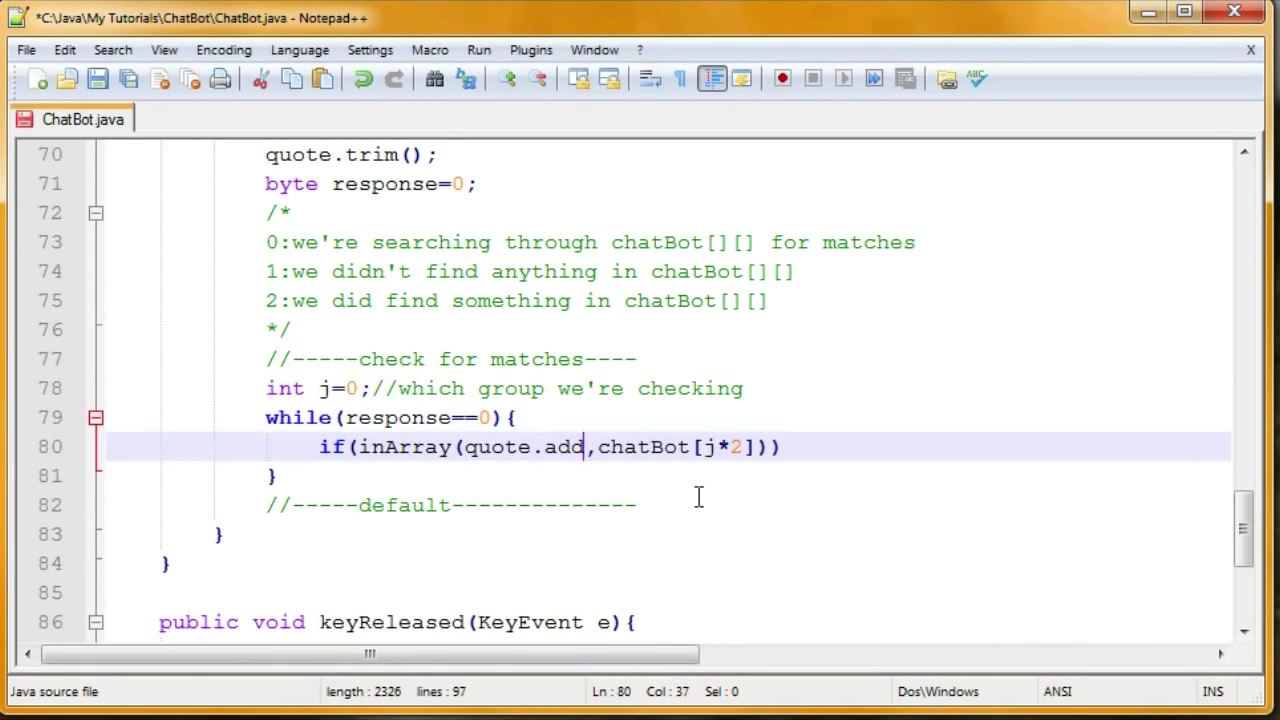 *C:\Java\My Tutorials\ChatBot\ChatBot.java - Notepad++
File Edit Search View Encoding Language Settings Macro Run Plugins Window ? X
ABC
ChatBot.java
70 quote.trim();
71 byte response=0;
72 /*
73 0:we're searching through chatBot[][] for matches
74 1:we didn't find anything in chatBot[][]
75 2:we did find something in chatBot[][]
76 */
77 //-----check for matches----
78 int j=0;//which group we're checking
79 while(response==0){
80 if(inArray(quote.add,chatBot[j*2]))
81 }
82 //-----default--------------
83 }
84 }
85
86 public void keyReleased(KeyEvent e){
Java source file length : 2326 lines : 97 Ln : 80 Col : 37 Sel : 0 Dos\Windows ANSI INS